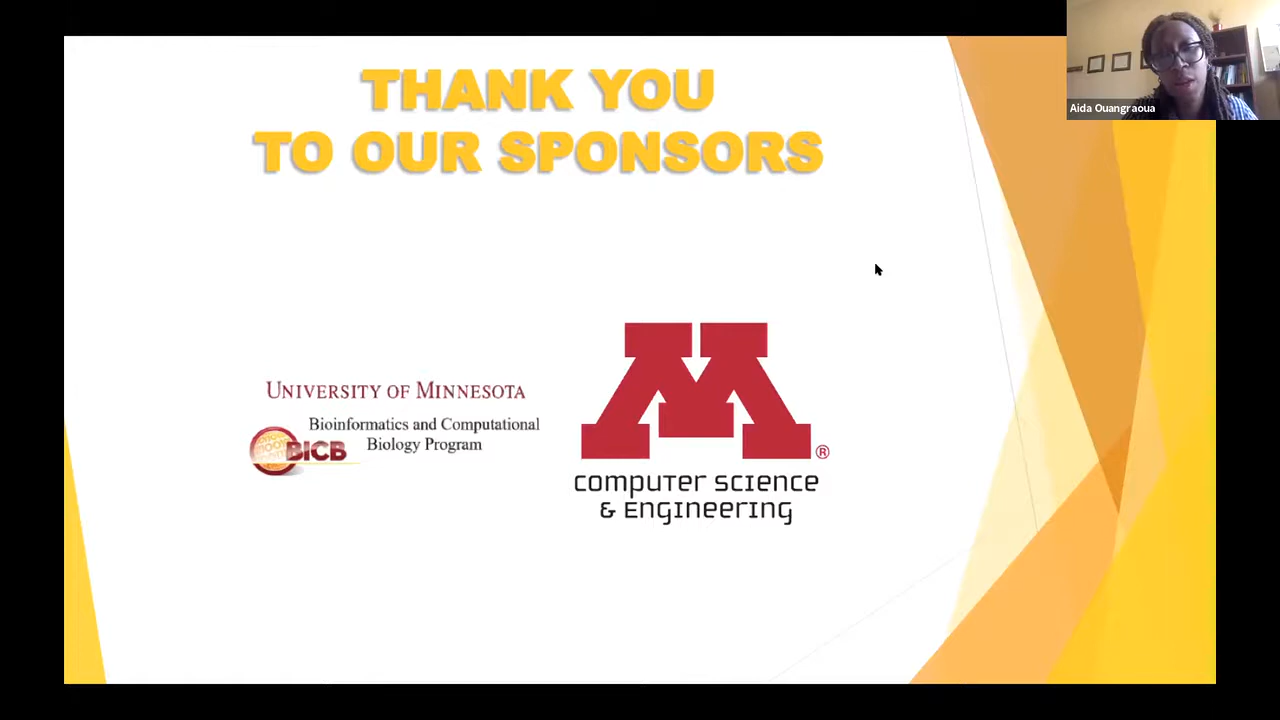 THANK YOU
TO OUR SPONSORS
Aida Ouangraoua
UNIVERSITY OF MINNESOTA
Bioinformatics and Computational
Biology Program
BICB
®
COMPUTER SCIENCE
& ENGINEERING